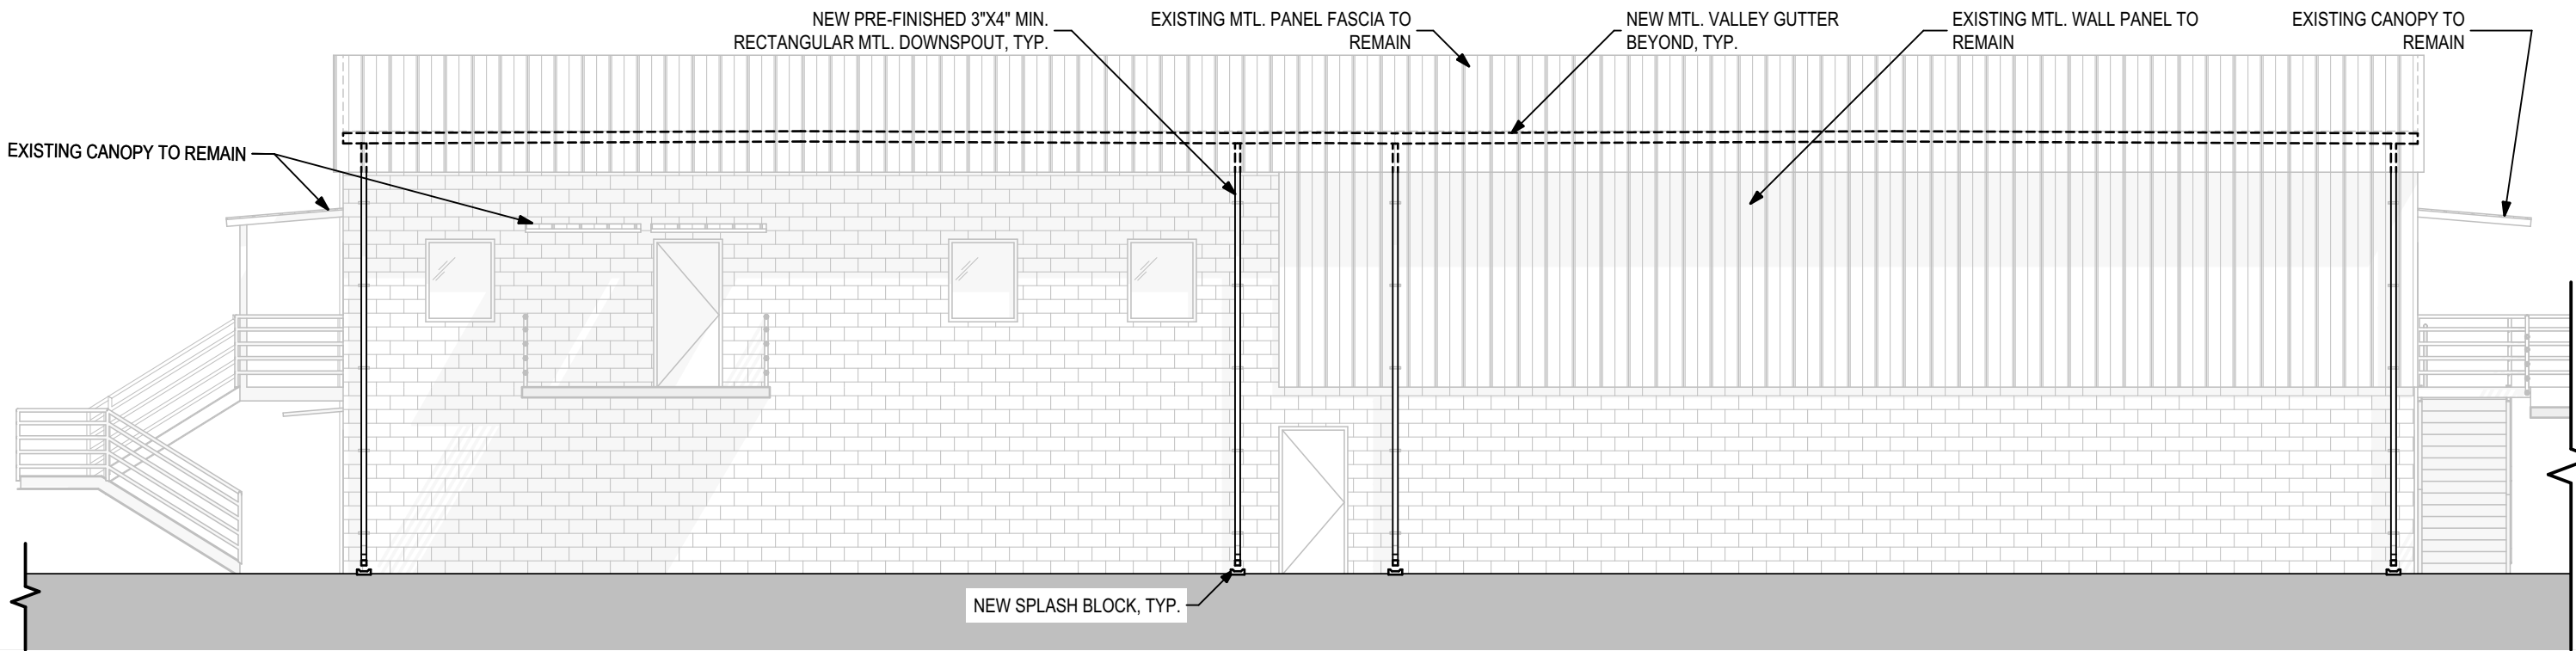 NEW PRE-FINISHED 3"X4" MIN.
RECTANGULAR MTL. DOWNSPOUT, TYP.
EXISTING MTL. PANEL FASCIA TO
REMAIN
NEW MTL. VALLEY GUTTER
BEYOND, TYP.
EXISTING MTL. WALL PANEL TO
REMAIN
EXISTING CANOPY TO
REMAIN
EXISTING CANOPY TO REMAIN
NEW SPLASH BLOCK, TYP.